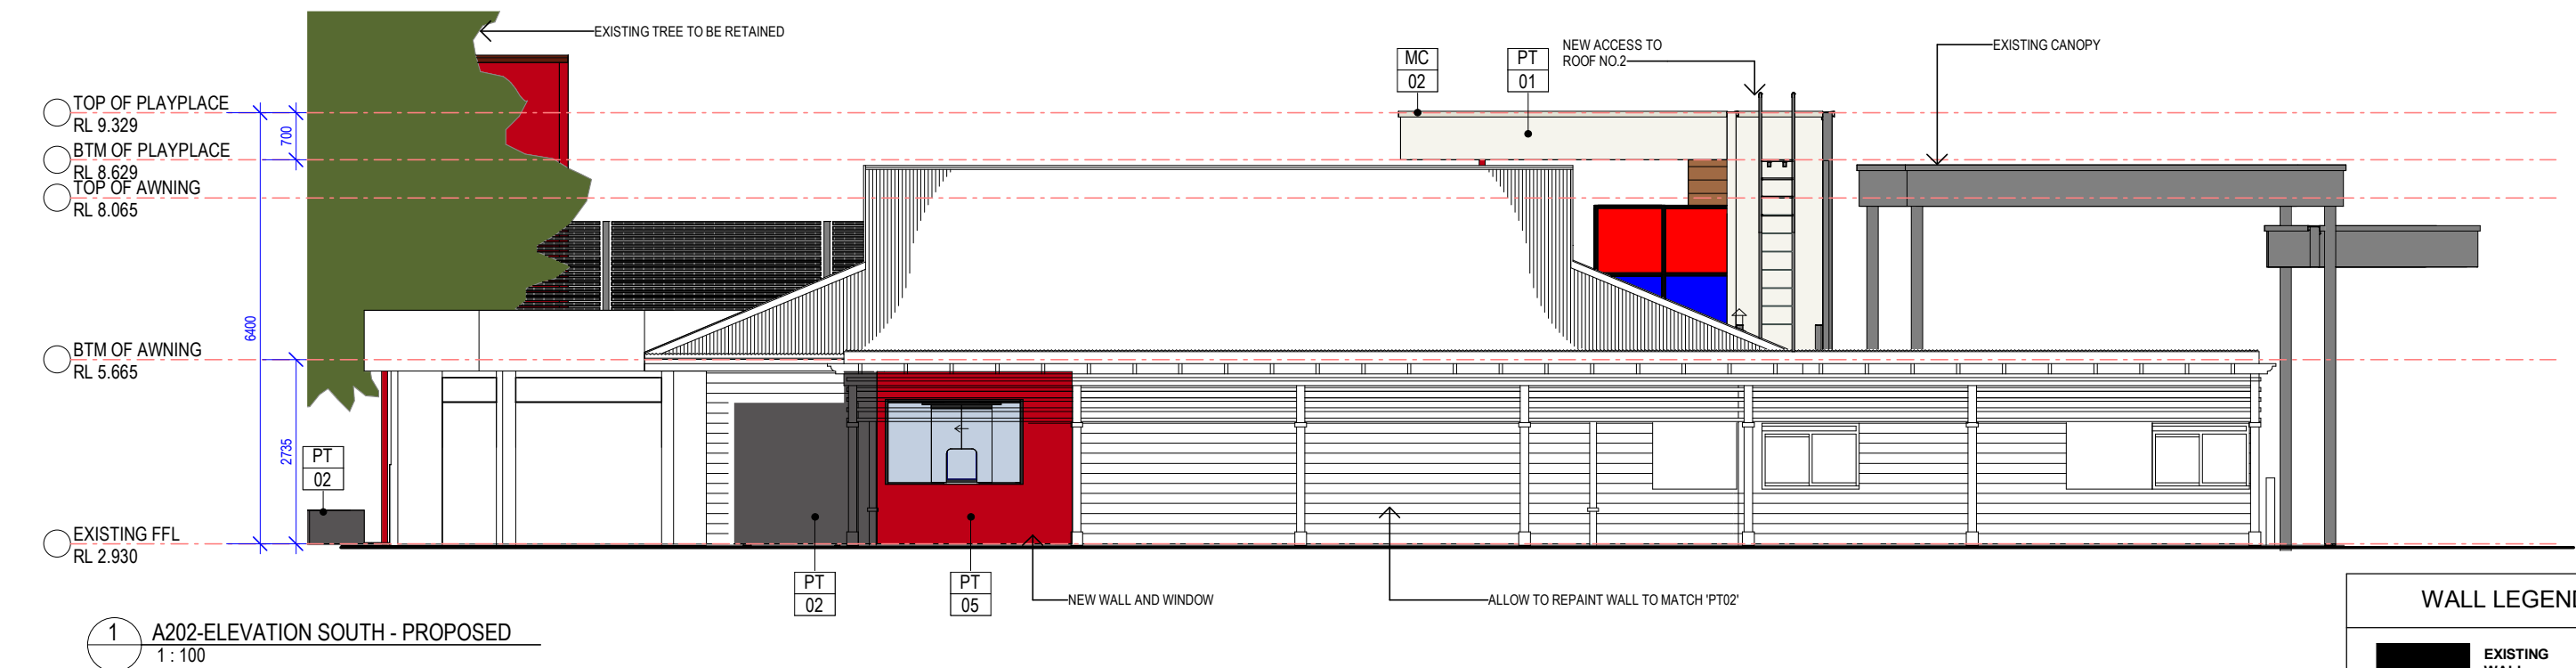 EXISTING TREE TO BE RETAINED
MC
02
PT
01
NEW ACCESS TO
ROOF NO.2
EXISTING CANOPY
TOP OF PLAYPLACE
RL 9.329
700
BTM OF PLAYPLACE
RL 8.629
TOP OF AWNING
RL 8.065
6400
BTM OF AWNING
RL 5.665
2735
PT
02
EXISTING FFL
RL 2.930
PT
02
PT
05
NEW WALL AND WINDOW
ALLOW TO REPAINT WALL TO MATCH 'PT02'
1
A202-ELEVATION SOUTH - PROPOSED
1 : 100
WALL LEGEND
EXISTING
WALL